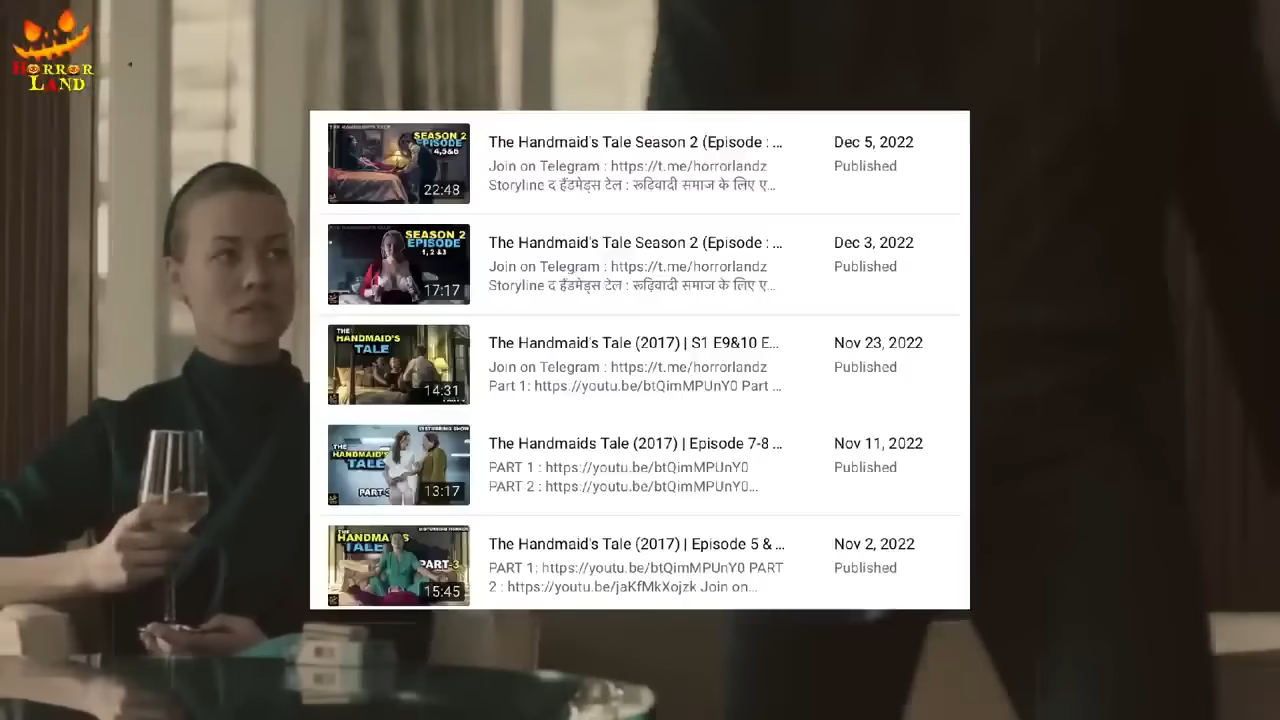 HORROR
LAND
SEASON 2
EPISODE
4,5&6
22:48
The Handmaid's Tale Season 2 (Episode : ...
Dec 5, 2022
Join on Telegram : https://t.me/horrorlandz
Published
Storyline द हैंडमेड्स टेल : रूढिवादी समाज के लिए ए...
SEASON 2
EPISODE
1, 2 &3
17:17
The Handmaid's Tale Season 2 (Episode : ...
Dec 3, 2022
Join on Telegram : https://t.me/horrorlandz
Published
Storyline द हैंडमेड्स टेल : रूढ़िवादी समाज के लिए ए...
THE
HANDMAID'S
TALE
14:31
The Handmaid's Tale (2017) | S1 E9&10 E...
Nov 23, 2022
Join on Telegram : https://t.me/horrorlandz
Published
Part 1: https://youtu.be/btQimMPUnY0 Part ...
DISTURBING SHOW
THE
HANDMAID'S
TALE
PART-3
13:17
The Handmaids Tale (2017) | Episode 7-8 ...
Nov 11, 2022
PART 1 : https://youtu.be/btQimMPUnY0
Published
PART 2 : https://youtu.be/btQimMPUnY0...
THE
HANDMAID'S
TALE
PART-3
15:45
The Handmaid's Tale (2017) | Episode 5 & ...
Nov 2, 2022
PART 1: https://youtu.be/btQimMPUnY0 PART
Published
2 : https://youtu.be/jaKfMkXojzk Join on...